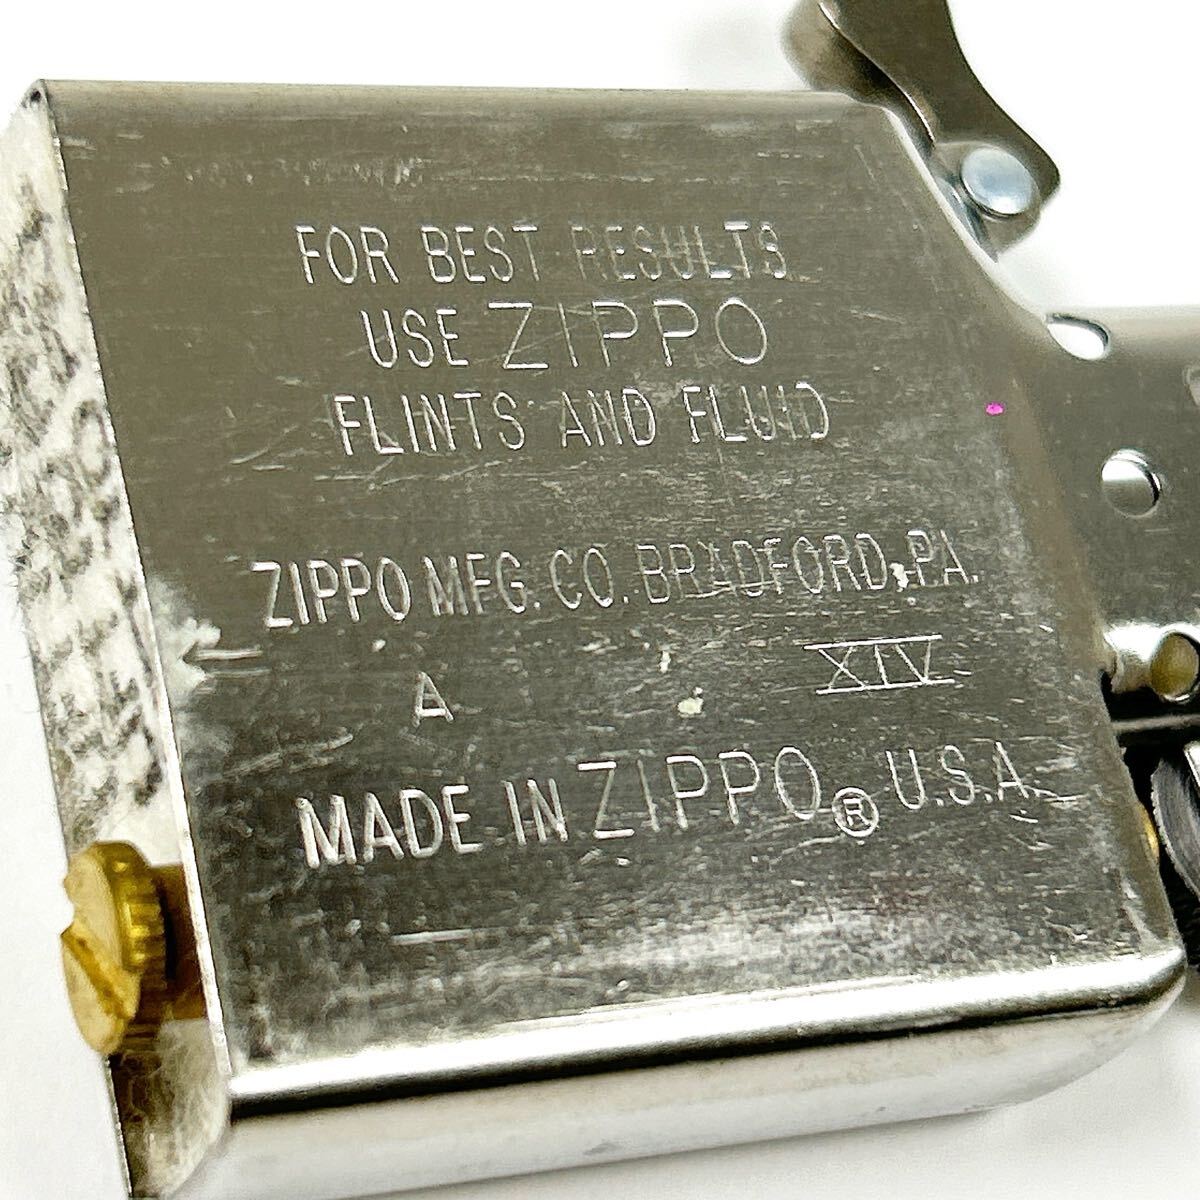 FOR BEST RESULTS
USE ZIPPO
FLINTS AND FLUID
ZIPPO MFG. CO. BRADFORD, PA.
A XIV
MADE IN ZIPPO® U.S.A.